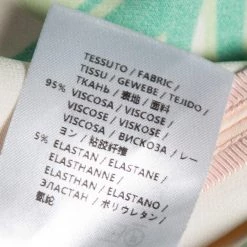 TESSUTO / FABRIC /
TISSU / GEWEBE / TEJIDO /
ТКАНЬ / 表地 / 面料
95% VISCOSA / VISCOSE /
VISCOSE / VISKOSE /
VISCOSA / ВИСКОЗА / レー
ヨン / 粘胶纤维
5% ELASTAN / ELASTANE /
ELASTHANNE /
ELASTHAN / ELASTANO /
ЭЛАСТАН / ポリウレタン /
氨纶